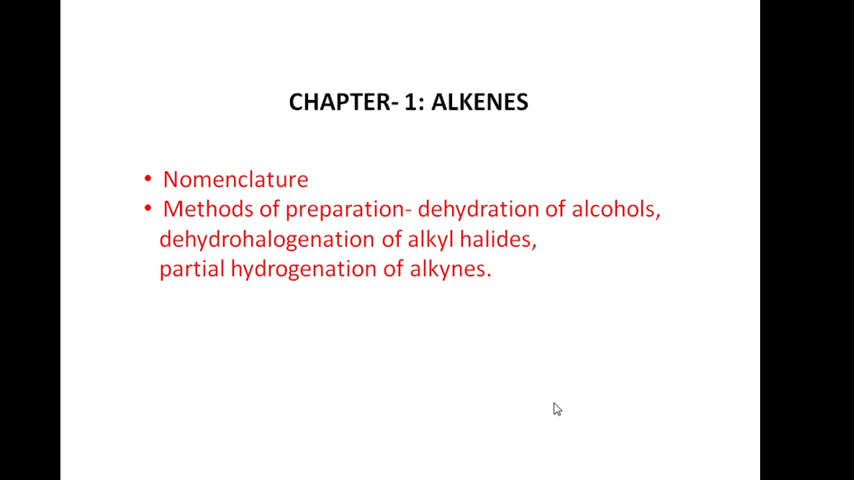 CHAPTER- 1: ALKENES
• Nomenclature
• Methods of preparation- dehydration of alcohols,
dehydrohalogenation of alkyl halides,
partial hydrogenation of alkynes.